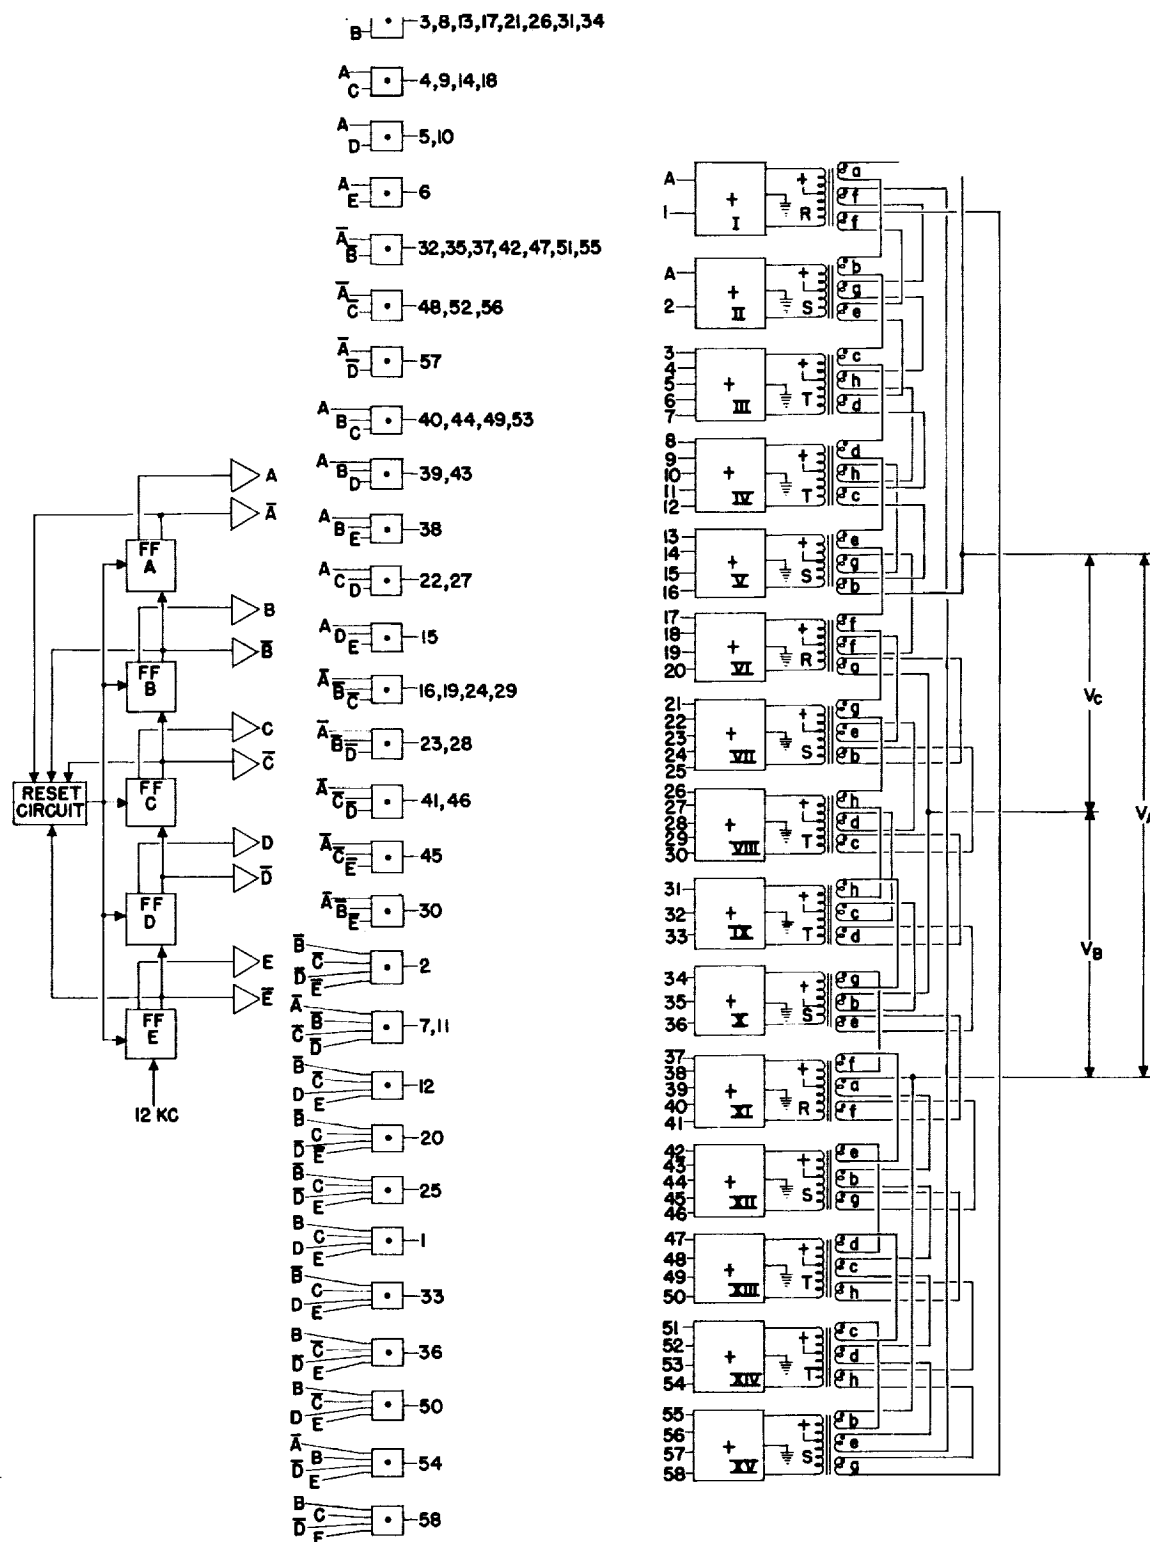 B 3,8,13,17,21,26,31,34
A C 4,9,14,18
A D 5,10
A E 6
A̅ B̅ 32,35,37,42,47,51,55
A̅ C̅ 48,52,56
A̅ D̅ 57
A B C 40,44,49,53
A B D 39,43
A B E 38
A C D 22,27
A D E 15
A̅ B̅ C̅ 16,19,24,29
A̅ B̅ D̅ 23,28
A̅ C̅ D̅ 41,46
A̅ C̅ E̅ 45
A̅ B̅ E̅ 30
B̅ C̅ D̅ E̅ 2
A̅ B̅ C̅ D̅ 7,11
B̅ C̅ D E 12
B̅ C D̅ E̅ 20
B̅ C D̅ E 25
B C D E 1
B̅ C D E 33
B C̅ D̅ E 36
B C̅ D E 50
A̅ B D̅ E 54
B C D̅ E 58
A
A̅
FF A
B
B̅
FF B
C
C̅
RESET CIRCUIT
FF C
D
D̅
FF D
E
E̅
FF E
12 KC
A 1 + I + R a f f
A 2 + II + S b g e
3 4 5 6 7 + III + T c h d
8 9 10 11 12 + IV + T d h c
13 14 15 16 + V + S e g b
17 18 19 20 + VI + R f f g
21 22 23 24 25 + VII + S g e b
26 27 28 29 30 + VIII + T h d c
31 32 33 + IX + T h c d
34 35 36 + X + S g b e
37 38 39 40 41 + XI + R f a f
42 43 44 45 46 + XII + S e b g
47 48 49 50 + XIII + T d c h
51 52 53 54 + XIV + T c d h
55 56 57 58 + XV + S b e g
VC
VB